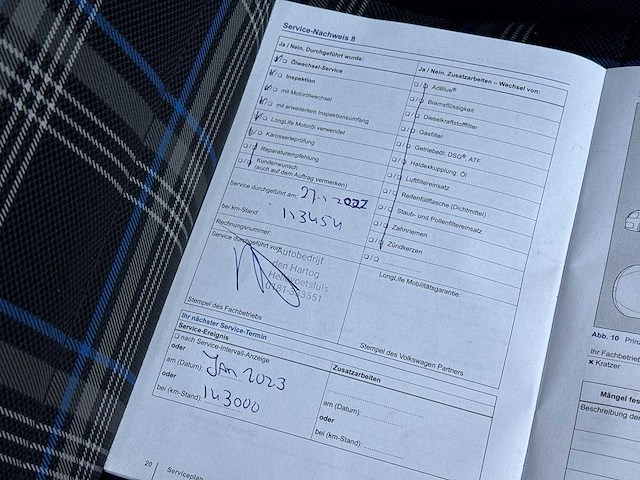 Service-Nachweis 8
Ja / Nein. Durchgeführt wurde:
Ölwechsel-Service
Inspektion
mit Motorölwechsel
mit erweitertem Inspektionsumfang
LongLife Motoröl verwendet
Karosserieprüfung
Reparaturempfehlung
Kundenwunsch
(auch auf dem Auftrag vermerken)
Service durchgeführt am:
2022
bei km-Stand
113454
Rechnungsnummer:
Service durchgeführt von:
Autobedrijf
den Hartog
Hellevoetsluis
Stempel des Fachbetriebs
Ja / Nein. Zusatzarbeiten – Wechsel von:
AdBlue®
Bremsflüssigkeit
Dieselkraftstofffilter
Gasfilter
Getriebeöl: DSG® ATF
Haldexkupplung: Öl
Luftfiltereinsatz
Reifenfüllflasche (Dichtmittel)
Staub- und Pollenfiltereinsatz
Zahnriemen
Zündkerzen
LongLife Mobilitätsgarantie:
Stempel des Volkswagen Partners
Ihr nächster Service-Termin
Service-Ereignis
nach Service-Intervall-Anzeige
oder
am (Datum): Jan 2023
oder
bei (km-Stand): 143000
Zusatzarbeiten
am (Datum):
oder
bei (km-Stand):
20 Serviceplan
Abb. 10 Prinz
Ihr Fachbetrieb
× Kratzer
Mängel fes
Beschreibung der